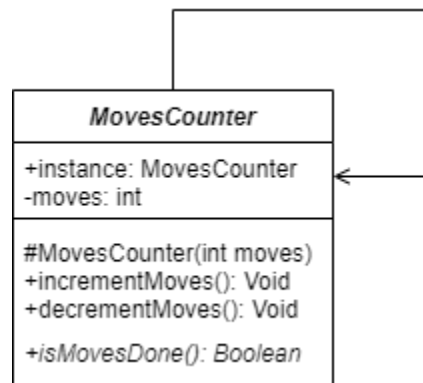 MovesCounter
+instance: MovesCounter
-moves: int
#MovesCounter(int moves)
+incrementMoves(): Void
+decrementMoves(): Void
+isMovesDone(): Boolean